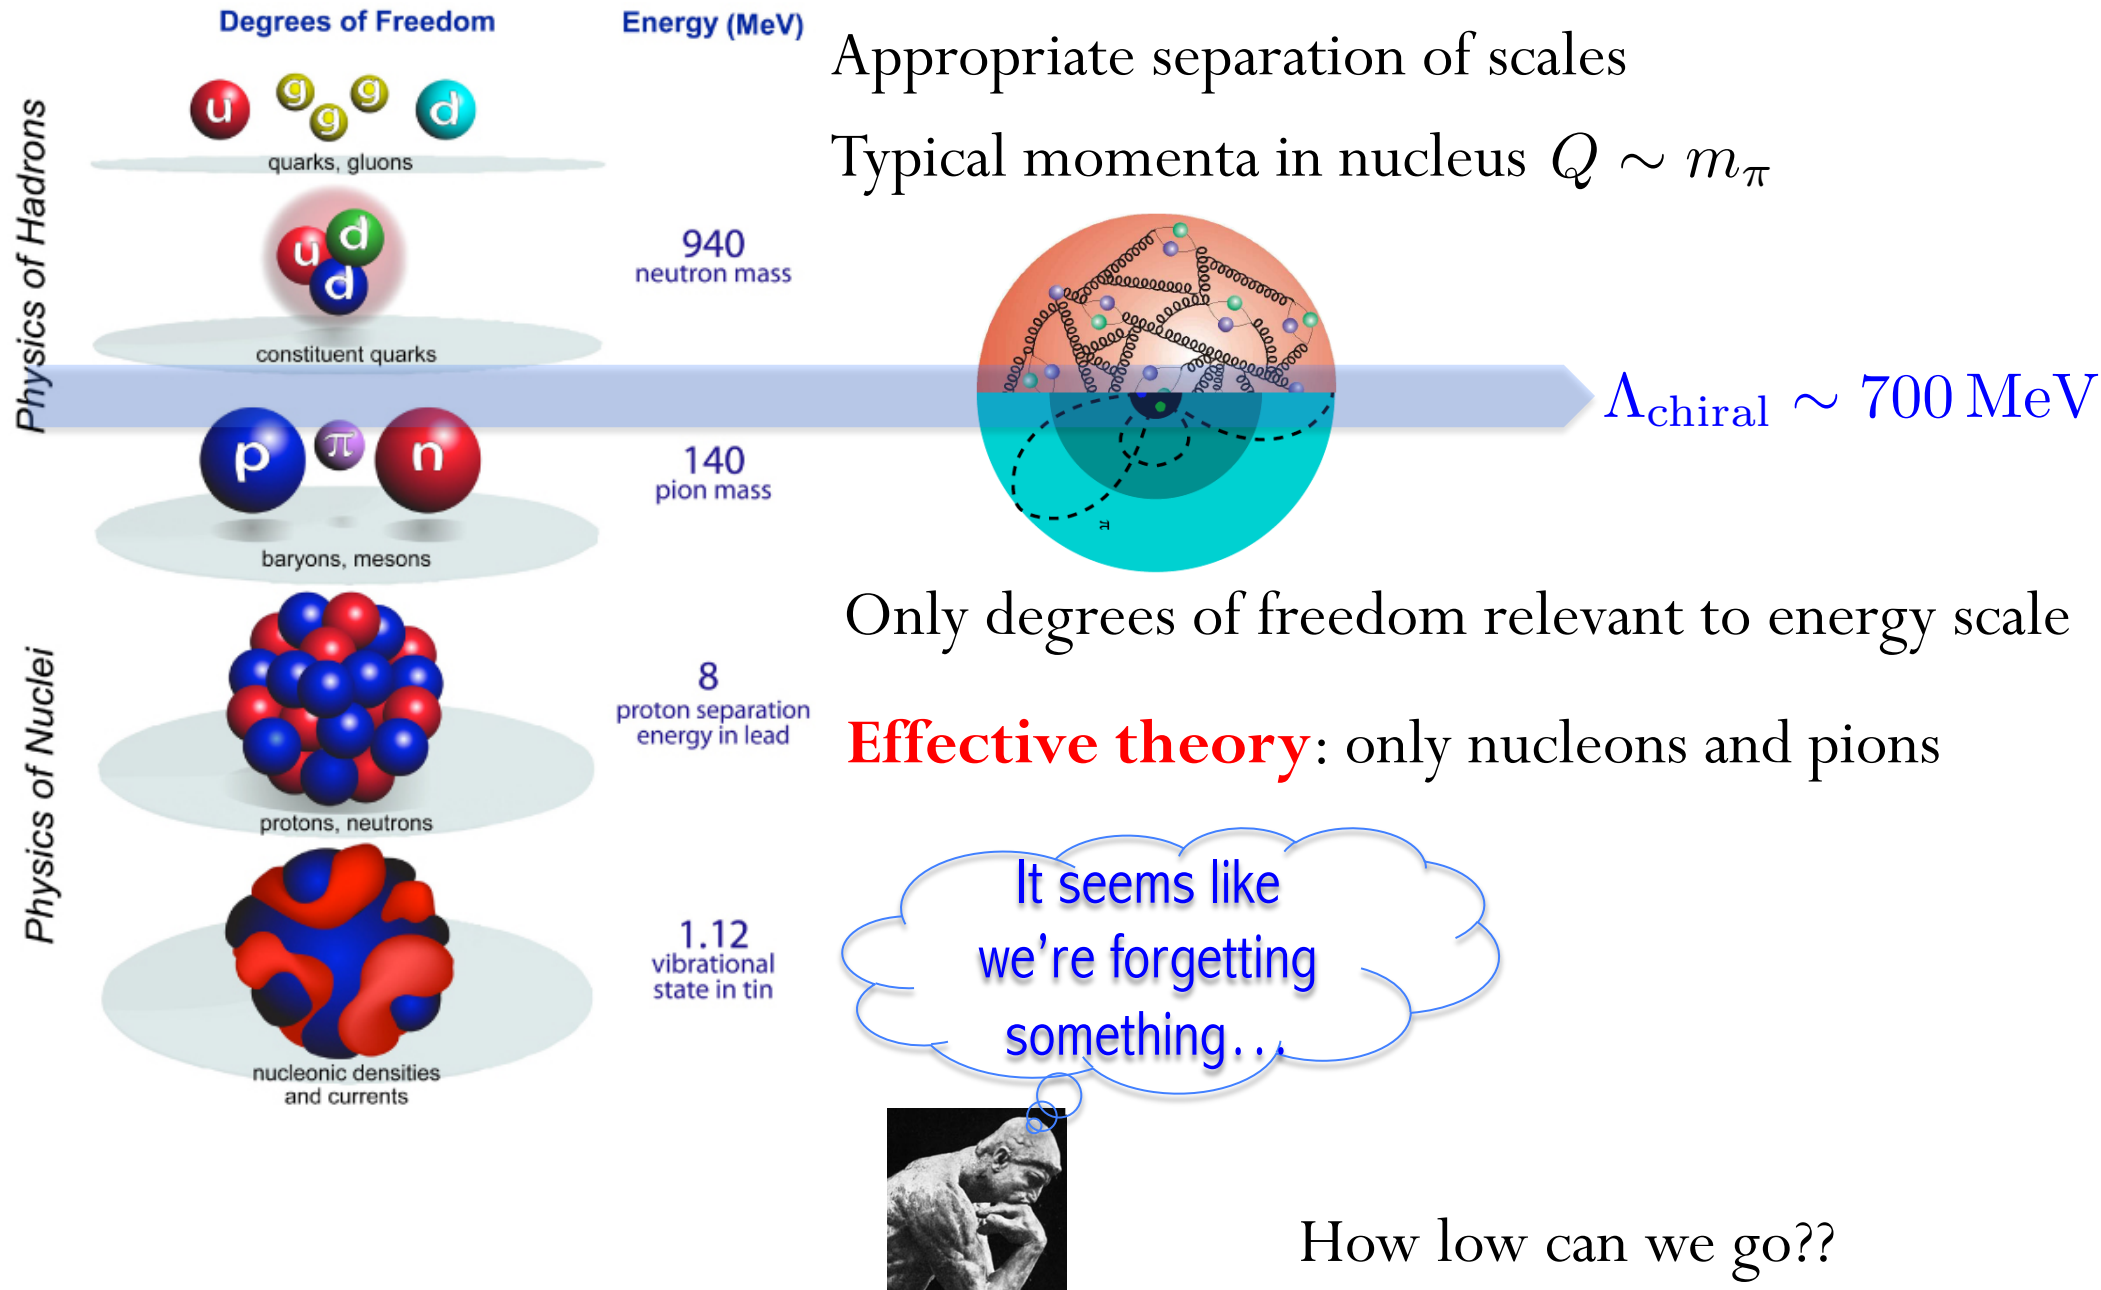 Degrees of Freedom
Energy (MeV)
Physics of Hadrons
u g g g d
quarks, gluons
u d d
constituent quarks
940
neutron mass
p π n
baryons, mesons
140
pion mass
Physics of Nuclei
protons, neutrons
8
proton separation
energy in lead
nucleonic densities
and currents
1.12
vibrational
state in tin
Appropriate separation of scales
Typical momenta in nucleus Q ∼ m_π
π
Λ_chiral ∼ 700 MeV
Only degrees of freedom relevant to energy scale
Effective theory: only nucleons and pions
It seems like
we're forgetting
something…
How low can we go??